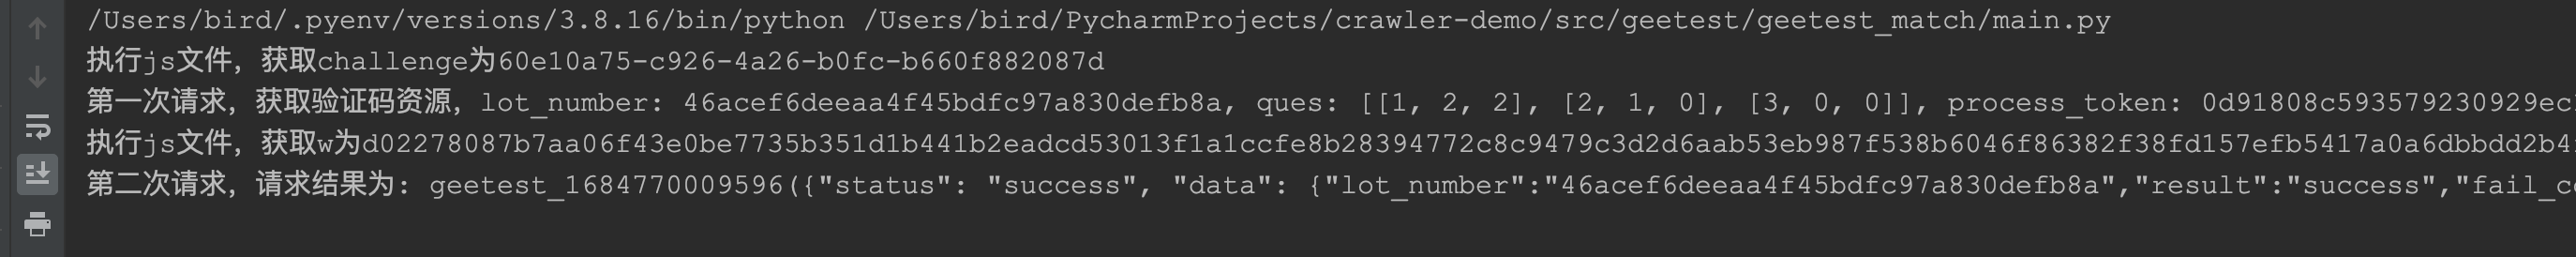 /Users/bird/.pyenv/versions/3.8.16/bin/python /Users/bird/PycharmProjects/crawler-demo/src/geetest/geetest_match/main.py
执行js文件，获取challenge为60e10a75-c926-4a26-b0fc-b660f882087d
第一次请求，获取验证码资源，lot_number: 46acef6deeaa4f45bdfc97a830defb8a, ques: [[1, 2, 2], [2, 1, 0], [3, 0, 0]], process_token: 0d91808c593579230929ec
执行js文件，获取w为d02278087b7aa06f43e0be7735b351d1b441b2eadcd53013f1a1ccfe8b28394772c8c9479c3d2d6aab53eb987f538b6046f86382f38fd157efb5417a0a6dbbdd2b4
第二次请求，请求结果为: geetest_1684770009596({"status": "success", "data": {"lot_number":"46acef6deeaa4f45bdfc97a830defb8a","result":"success","fail_c